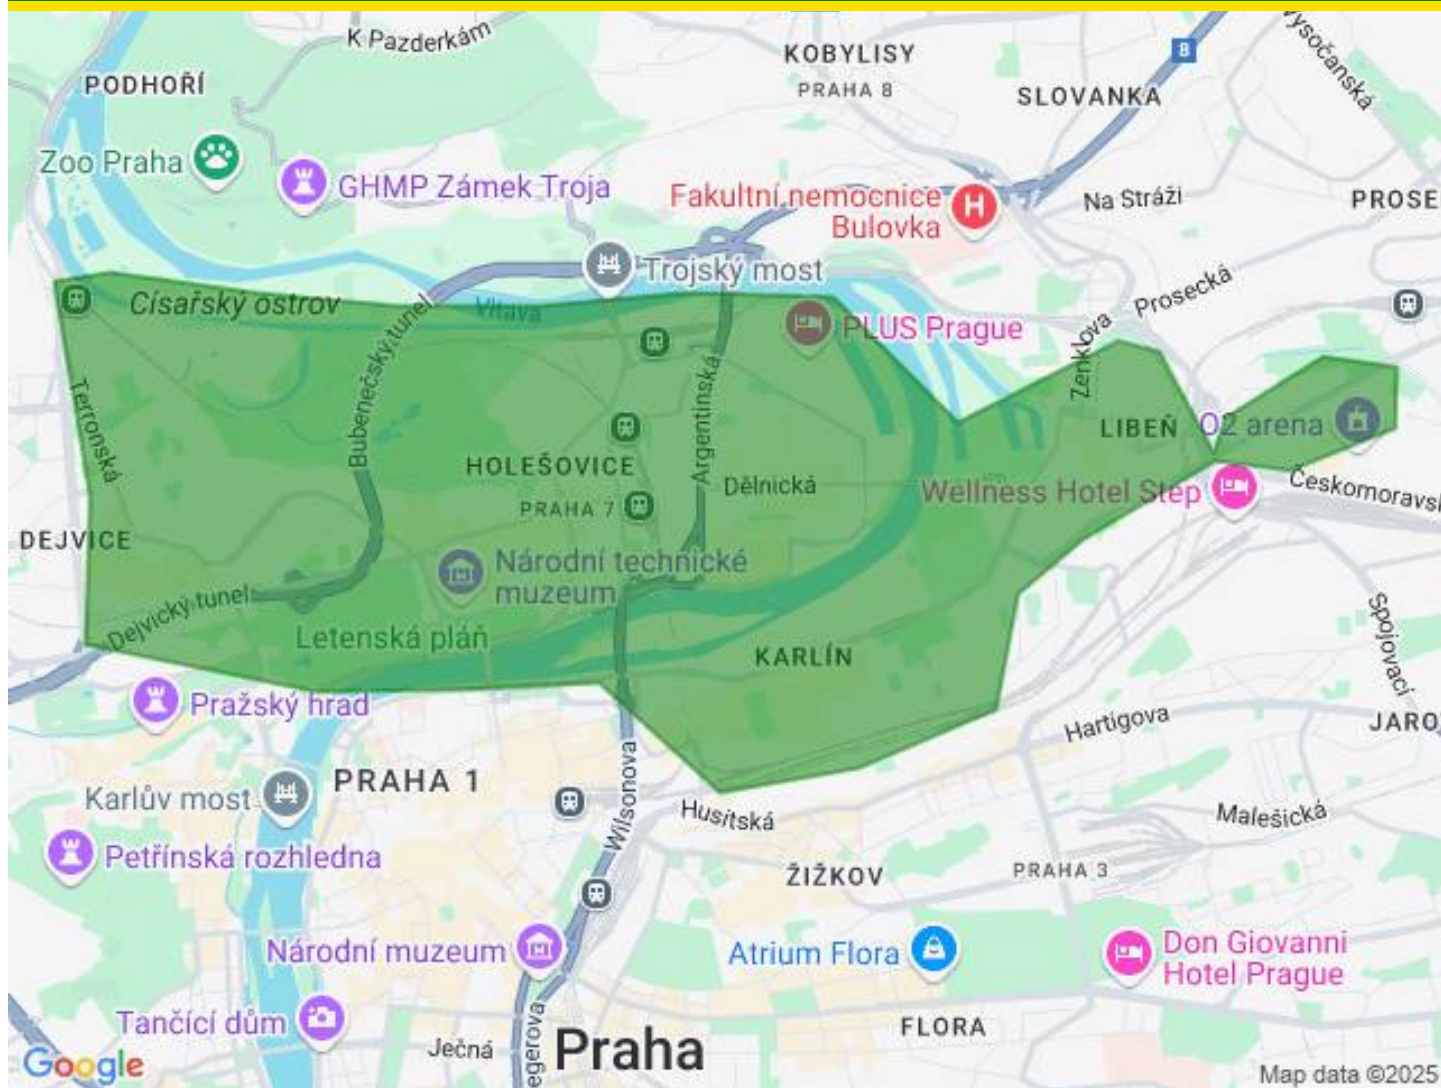 K Pazderkám
KOBYLISY
PRAHA 8
8
Vysočanská
PODHOŘÍ
SLOVANKA
Zoo Praha
GHMP Zámek Troja
Fakultní nemocnice
Bulovka
H
Na Stráži
PROSE
Trojský most
Císařský ostrov
Vltava
PLUS Prague
Prosecká
Zenklova
Terronská
Bubenečský tunel
Argentinská
HOLEŠOVICE
PRAHA 7
Dělnická
LIBEŇ
O2 arena
Wellness Hotel Step
Českomoravsk
DEJVICE
Národní technické
muzeum
Dejvický tunel
Letenská pláň
KARLÍN
Spojovací
Pražský hrad
Hartigova
JARO
PRAHA 1
Karlův most
Wilsonova
Husitská
Malešická
Petřínská rozhledna
ŽIŽKOV
PRAHA 3
Národní muzeum
Atrium Flora
Don Giovanni
Hotel Prague
Tančící dům
Ječná
egerova
Praha
FLORA
Google
Map data ©2025